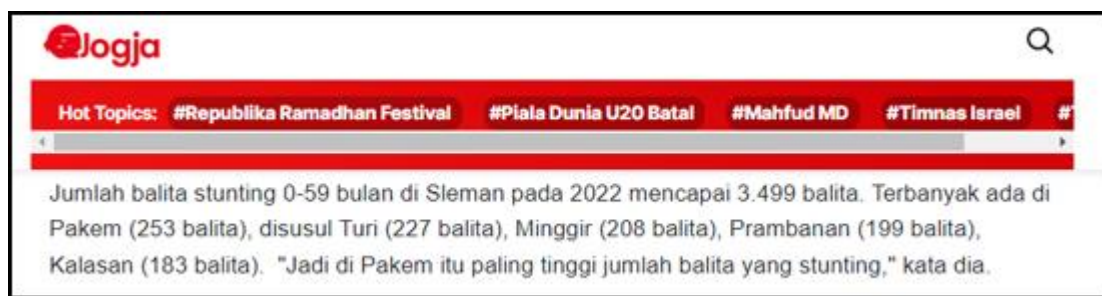 Jogja
Hot Topics: #Republika Ramadhan Festival #Piala Dunia U20 Batal #Mahfud MD #Timnas Israel
Jumlah balita stunting 0-59 bulan di Sleman pada 2022 mencapai 3.499 balita. Terbanyak ada di
Pakem (253 balita), disusul Turi (227 balita), Minggir (208 balita), Prambanan (199 balita),
Kalasan (183 balita). "Jadi di Pakem itu paling tinggi jumlah balita yang stunting," kata dia.